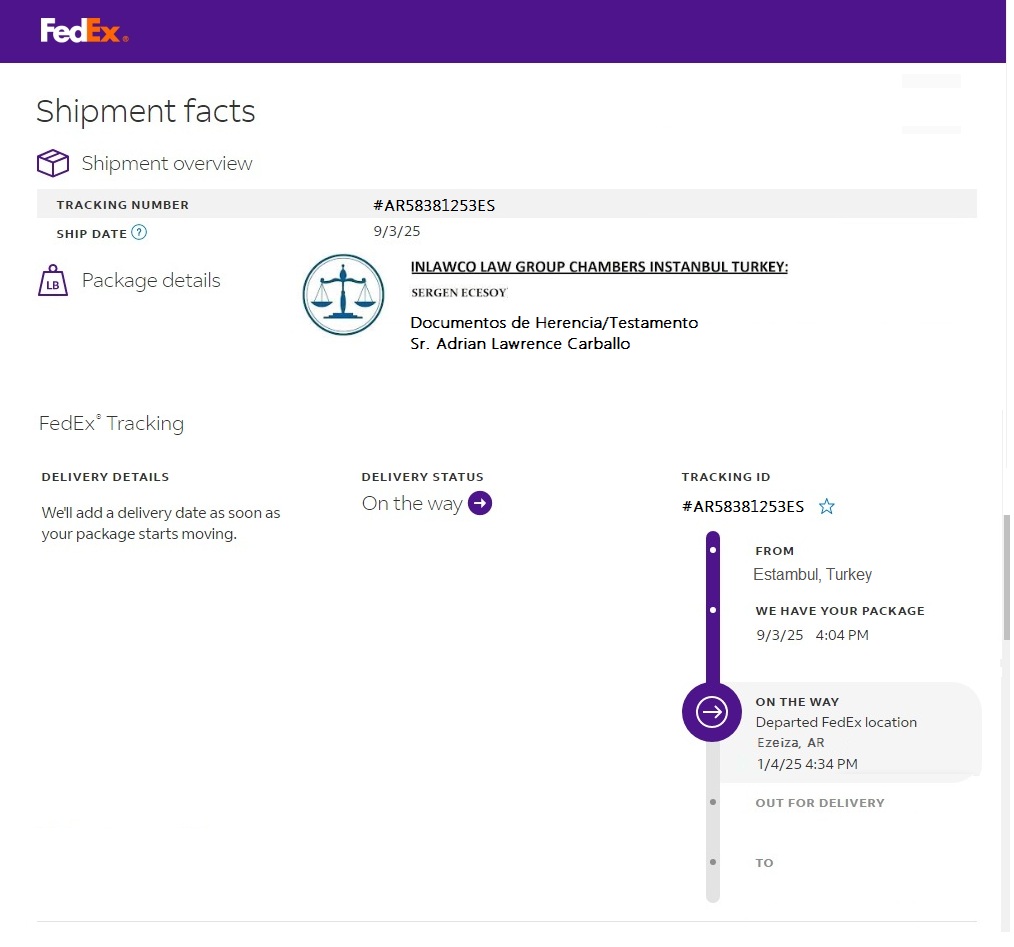 FedEx®
Shipment facts
Shipment overview
TRACKING NUMBER #AR58381253ES
SHIP DATE ? 9/3/25
LB Package details
INLAWCO LAW GROUP CHAMBERS INSTANBUL TURKEY:
SERGEN ECESOY
Documentos de Herencia/Testamento
Sr. Adrian Lawrence Carballo
FedEx® Tracking
DELIVERY DETAILS
We'll add a delivery date as soon as
your package starts moving.
DELIVERY STATUS
On the way
TRACKING ID
#AR58381253ES
FROM
Estambul, Turkey
WE HAVE YOUR PACKAGE
9/3/25 4:04 PM
ON THE WAY
Departed FedEx location
Ezeiza, AR
1/4/25 4:34 PM
OUT FOR DELIVERY
TO